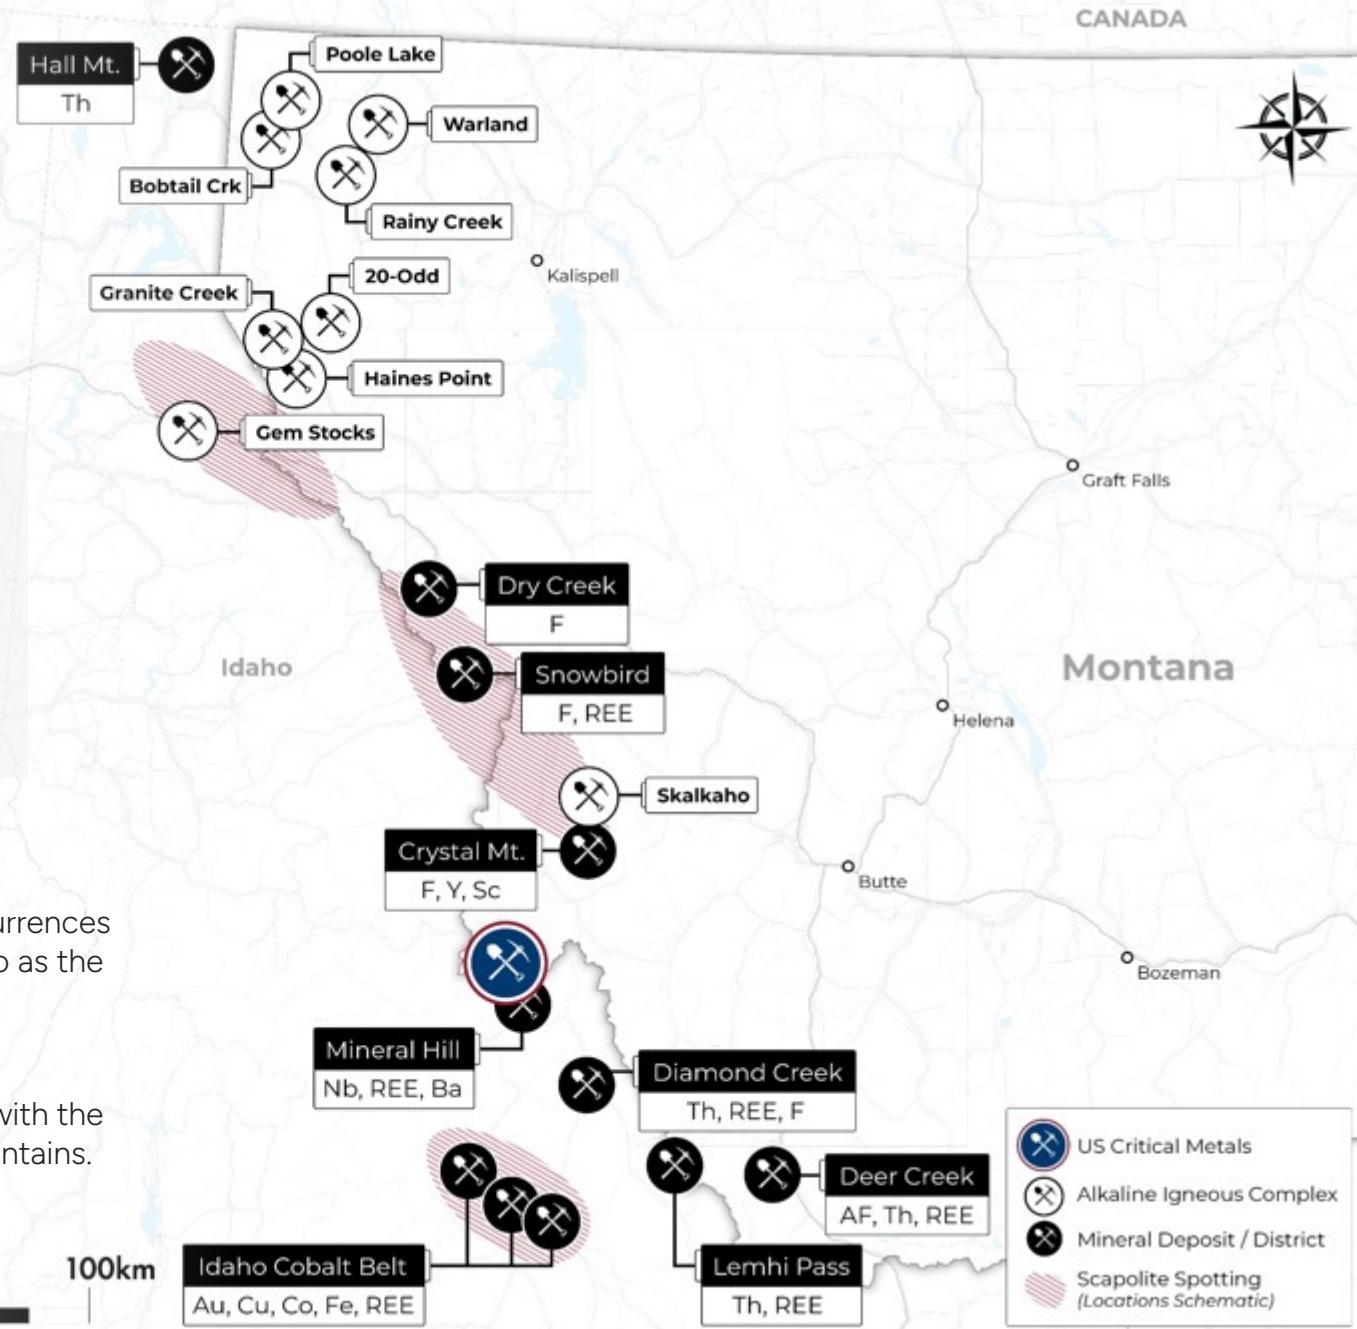 CANADA
Hall Mt.
Th
Poole Lake
Warland
Bobtail Crk
Rainy Creek
20-Odd
Kalispell
Granite Creek
Haines Point
Gem Stocks
Graft Falls
Dry Creek
F
Idaho
Montana
Snowbird
F, REE
Helena
Skalkaho
Crystal Mt.
F, Y, Sc
Butte
urrences
as the
Bozeman
Mineral Hill
Nb, REE, Ba
Diamond Creek
Th, REE, F
with the
ntains.
Deer Creek
AF, Th, REE
Idaho Cobalt Belt
Au, Cu, Co, Fe, REE
Lemhi Pass
Th, REE
100km
US Critical Metals
Alkaline Igneous Complex
Mineral Deposit / District
Scapolite Spotting
(Locations Schematic)